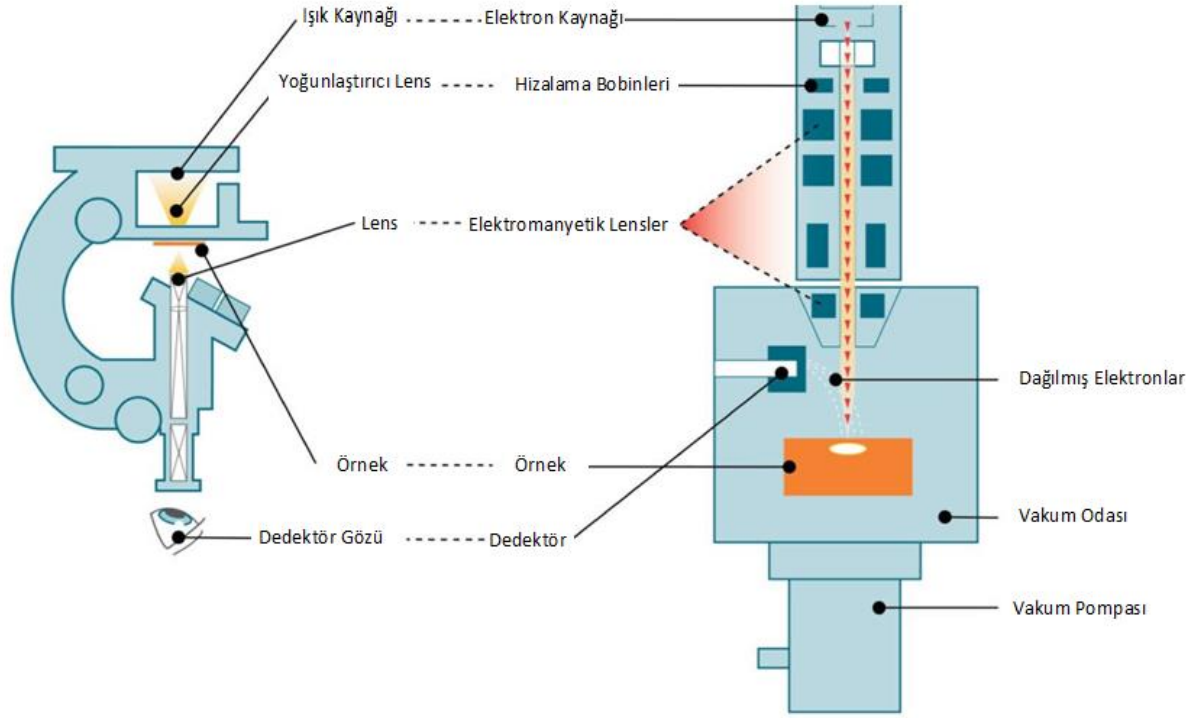 Işık Kaynağı Elektron Kaynağı
Yoğunlaştırıcı Lens Hizalama Bobinleri
Lens Elektromanyetik Lensler
Dağılmış Elektronlar
Örnek Örnek
Vakum Odası
Dedektör Gözü Dedektör
Vakum Pompası